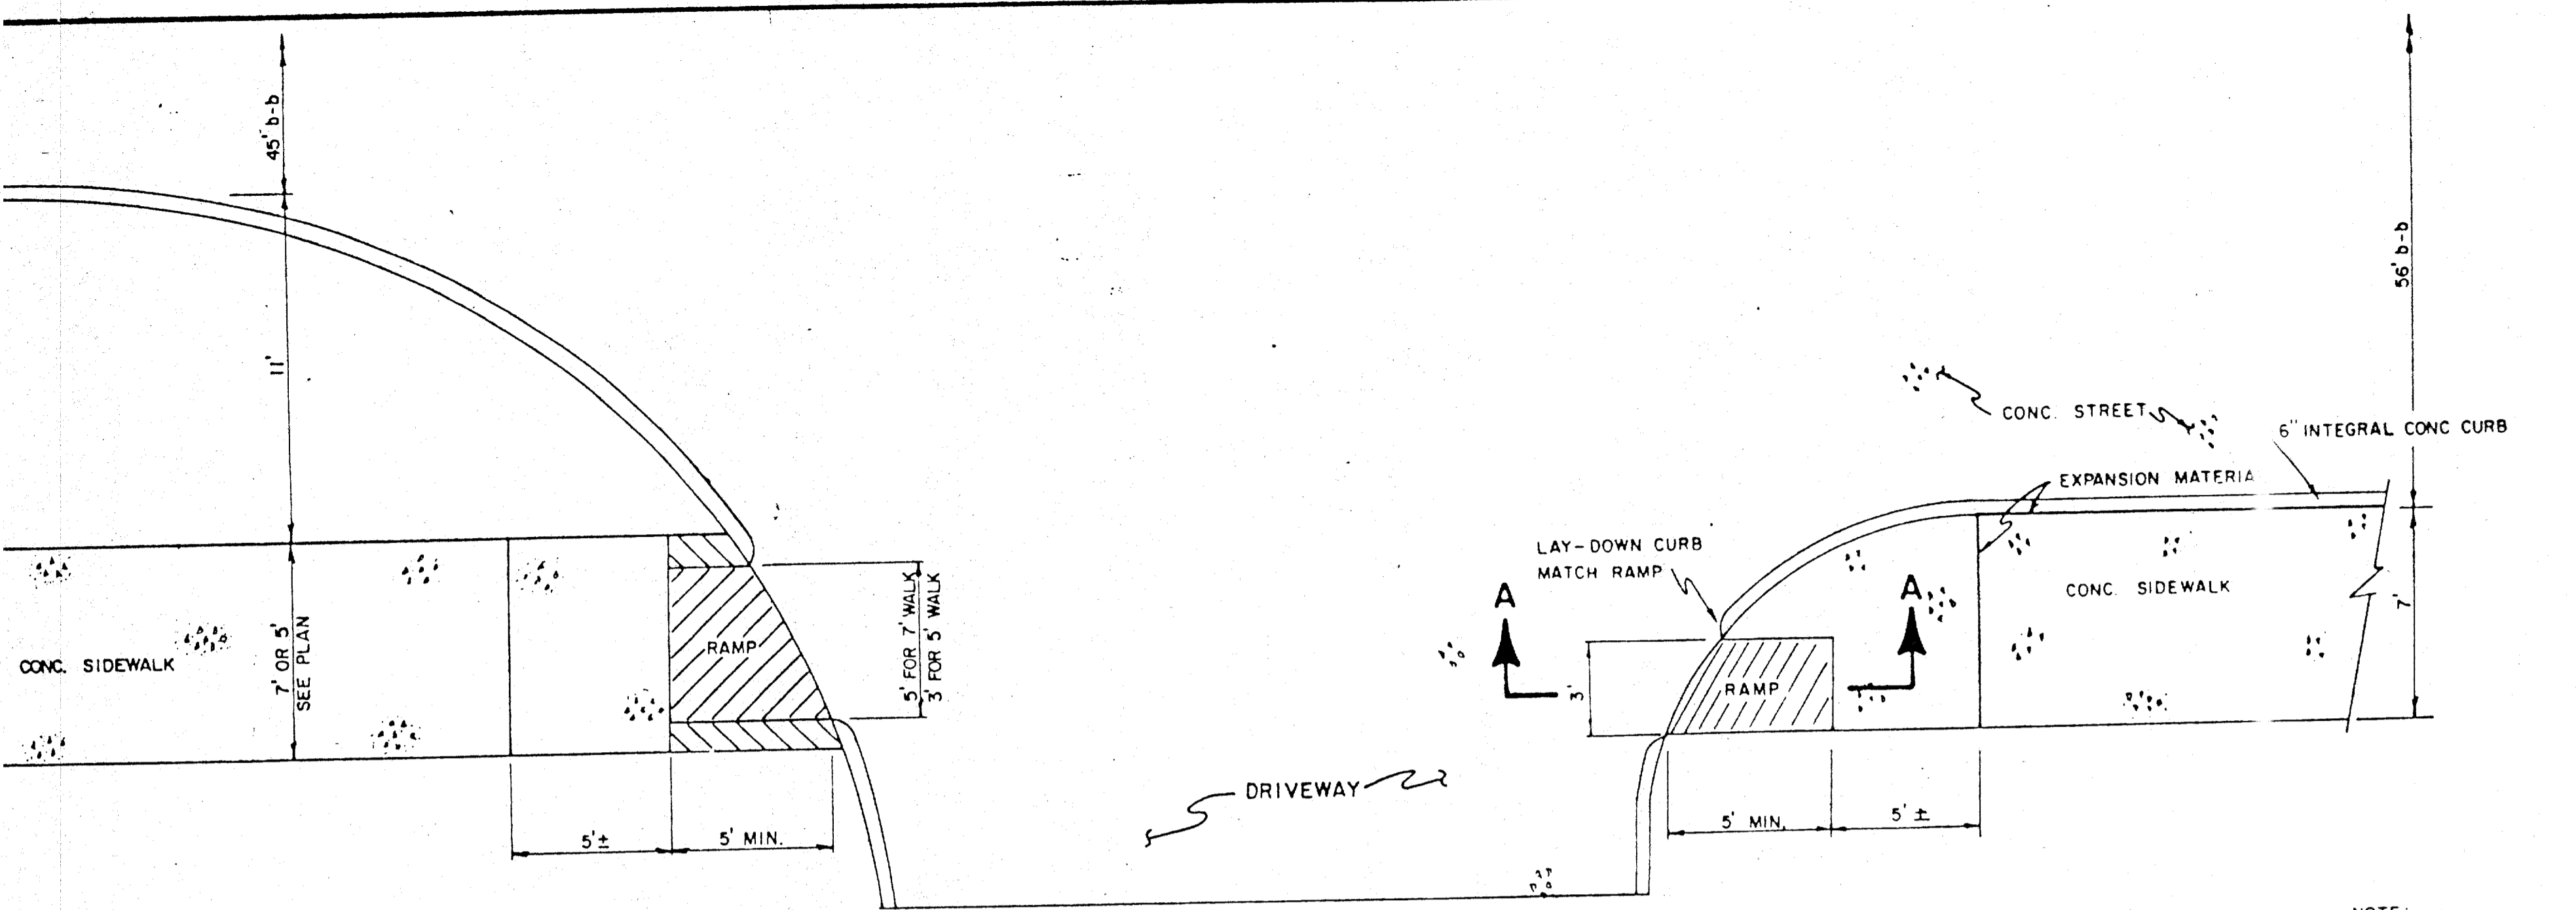 45' b-b
11'
7' OR 5'
SEE PLAN
CONC. SIDEWALK
RAMP
5' FOR 7' WALK
3' FOR 5' WALK
5'±
5' MIN.
DRIVEWAY
56' b-b
CONC. STREET
6" INTEGRAL CONC CURB
EXPANSION MATERIA
LAY-DOWN CURB
MATCH RAMP
A
A
CONC. SIDEWALK
7'
3'
RAMP
5' MIN.
5' ±
NOTE: